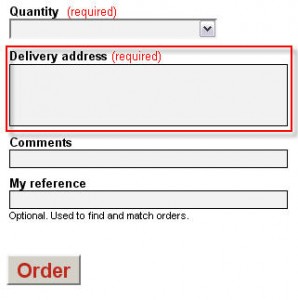 Quantity (required)
Delivery address (required)
Comments
My reference
Optional. Used to find and match orders.
Order